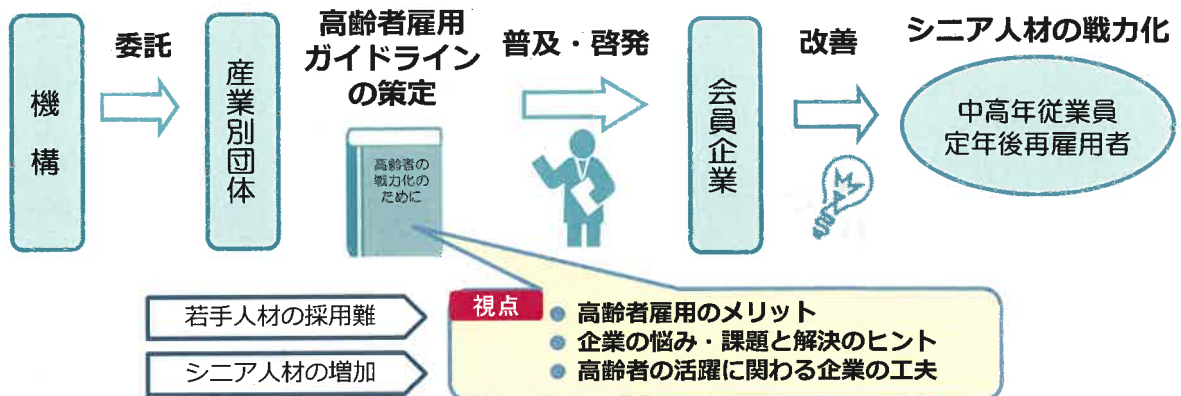 機構
委託
産業別団体
高齢者雇用
ガイドライン
の策定
高齢者の
戦力化の
ために
普及・啓発
会員企業
改善
シニア人材の戦力化
中高年従業員
定年後再雇用者
若手人材の採用難
シニア人材の増加
視点
● 高齢者雇用のメリット
● 企業の悩み・課題と解決のヒント
● 高齢者の活躍に関わる企業の工夫